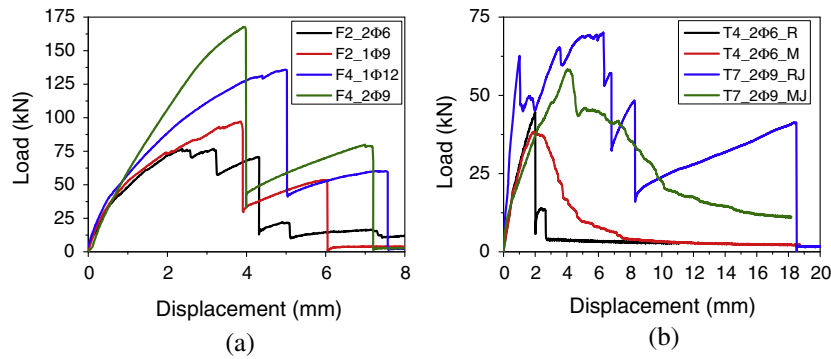 175
150
125
100
75
50
25
0
Load (kN)
F2_2Φ6
F2_1Φ9
F4_1Φ12
F4_2Φ9
0 2 4 6 8
Displacement (mm)
(a)
75
50
25
0
Load (kN)
T4_2Φ6_R
T4_2Φ6_M
T7_2Φ9_RJ
T7_2Φ9_MJ
0 2 4 6 8 10 12 14 16 18 20
Displacement (mm)
(b)